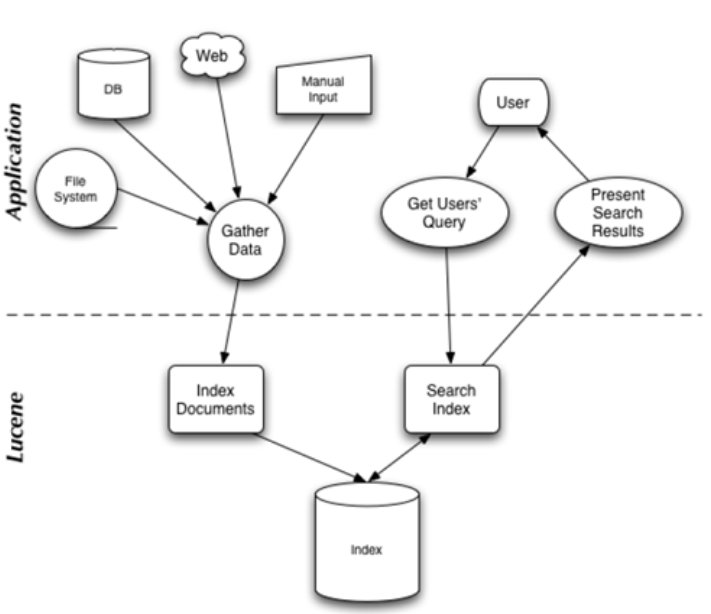 Application
DB
Web
Manual
Input
User
File
System
Gather
Data
Get Users'
Query
Present
Search
Results
Lucene
Index
Documents
Search
Index
Index